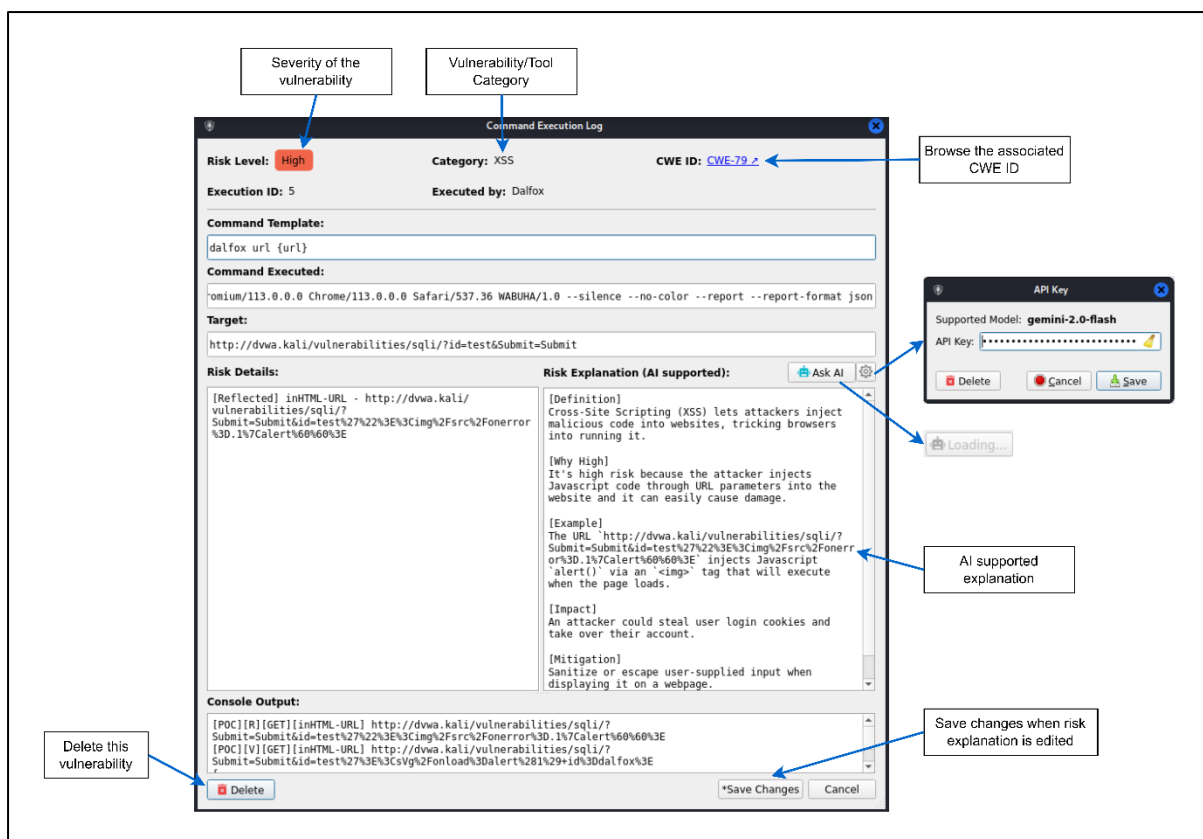 Severity of the
vulnerability
Vulnerability/Tool
Category
Command Execution Log
Risk Level: High
Category: XSS
CWE ID: CWE-79 ↗
Browse the associated
CWE ID
Execution ID: 5
Executed by: Dalfox
Command Template:
dalfox url {url}
Command Executed:
romium/113.0.0.0 Chrome/113.0.0.0 Safari/537.36 WABUHA/1.0 --silence --no-color --report --report-format json
Target:
http://dvwa.kali/vulnerabilities/sqli/?id=test&Submit=Submit
API Key
Supported Model: gemini-2.0-flash
API Key:
Delete
Cancel
Save
Risk Details:
Risk Explanation (AI supported):
Ask AI
Loading...
[Reflected] inHTML-URL - http://dvwa.kali/
vulnerabilities/sqli/?
Submit=Submit&id=test%27%22%3E%3Cimg%2Fsrc%2Fonerror
%3D.1%7Calert%60%60%3E
[Definition]
Cross-Site Scripting (XSS) lets attackers inject
malicious code into websites, tricking browsers
into running it.
[Why High]
It's high risk because the attacker injects
Javascript code through URL parameters into the
website and it can easily cause damage.
[Example]
The URL `http://dvwa.kali/vulnerabilities/sqli/?
Submit=Submit&id=test%27%22%3E%3Cimg%2Fsrc%2Fonerr
or%3D.1%7Calert%60%60%3E` injects Javascript
`alert()` via an `<img>` tag that will execute
when the page loads.
[Impact]
An attacker could steal user login cookies and
take over their account.
[Mitigation]
Sanitize or escape user-supplied input when
displaying it on a webpage.
AI supported
explanation
Console Output:
[POC][R][GET][inHTML-URL] http://dvwa.kali/vulnerabilities/sqli/?
Submit=Submit&id=test%27%22%3E%3Cimg%2Fsrc%2Fonerror%3D.1%7Calert%60%60%3E
[POC][V][GET][inHTML-URL] http://dvwa.kali/vulnerabilities/sqli/?
Submit=Submit&id=test%27%3E%3CsVg%2Fonload%3Dalert%281%29+id%3Ddalfox%3E
Save changes when risk
explanation is edited
Delete this
vulnerability
Delete
*Save Changes
Cancel